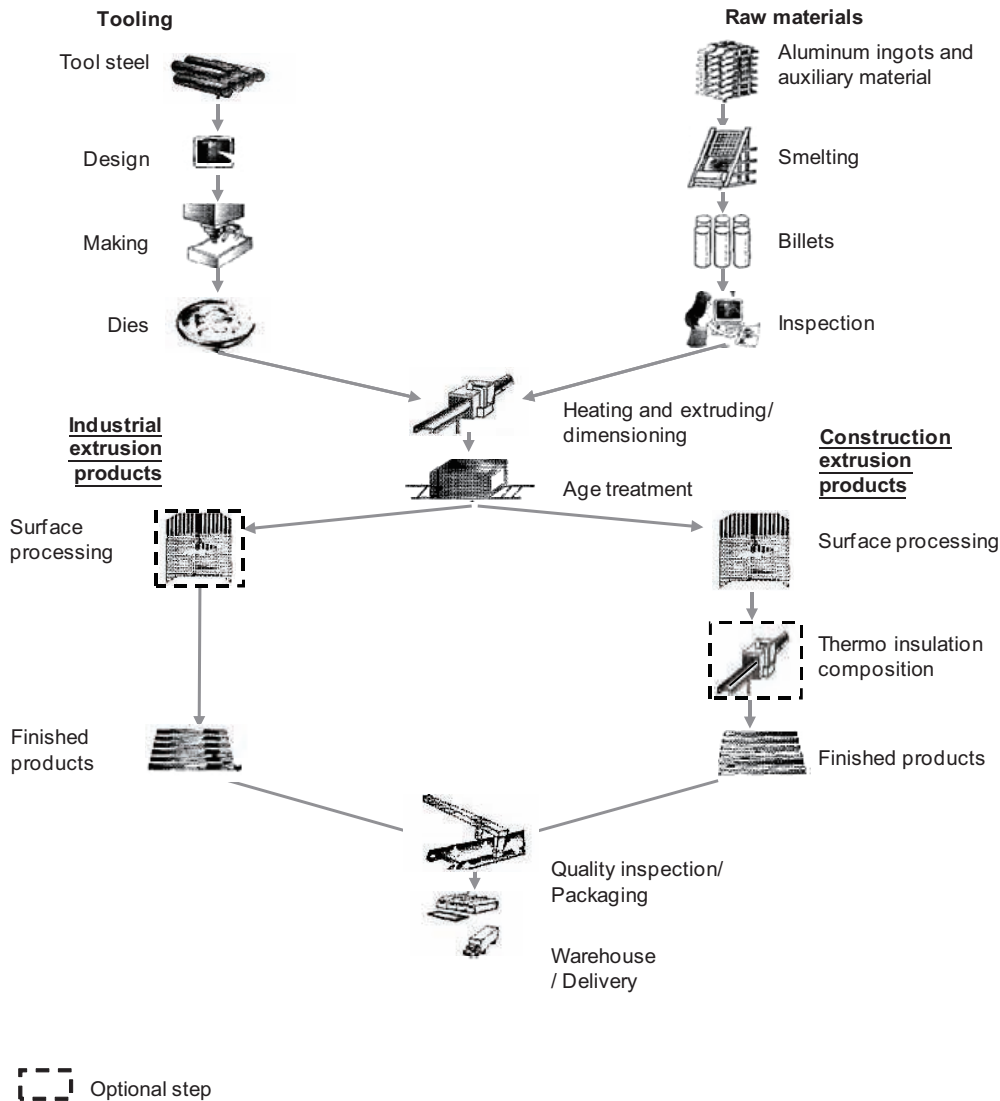 Tooling
Raw materials
Tool steel
Aluminum ingots and
auxiliary material
Design
Smelting
Making
Billets
Dies
Inspection
Heating and extruding/
dimensioning
Industrial
extrusion
products
Construction
extrusion
products
Age treatment
Surface
processing
Surface processing
Thermo insulation
composition
Finished
products
Finished products
Quality inspection/
Packaging
Warehouse
/ Delivery
Optional step